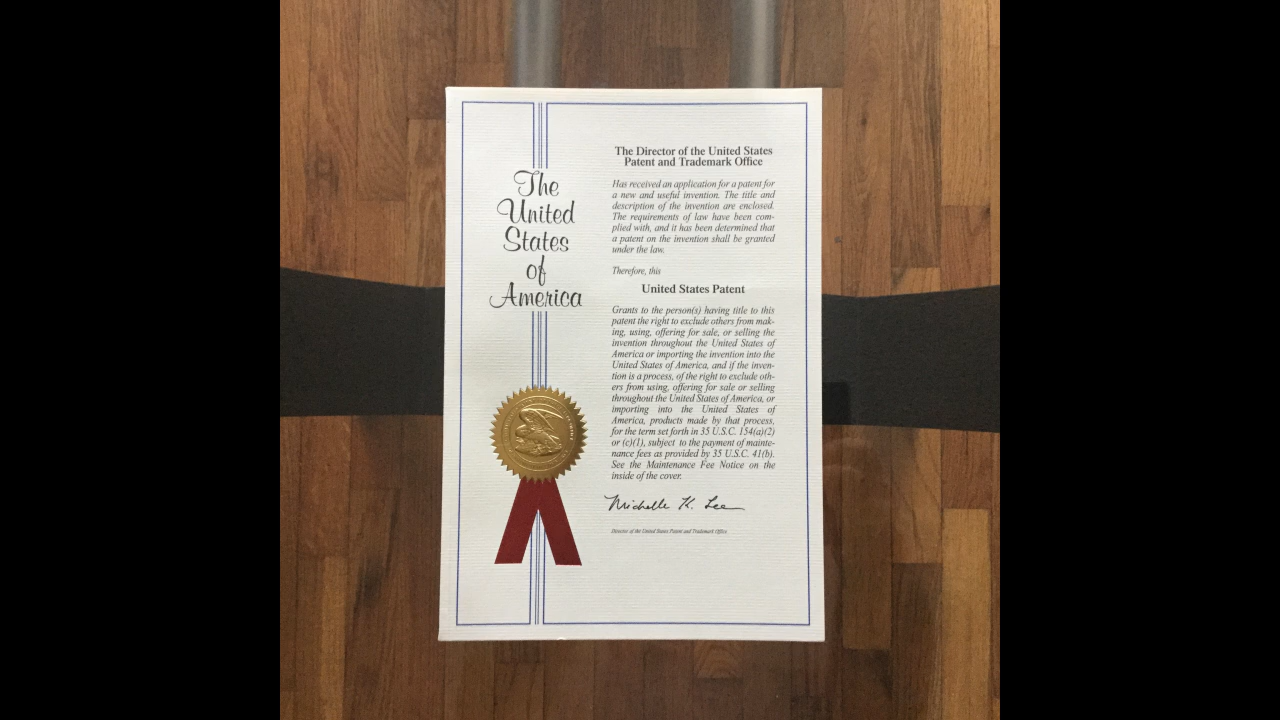 The
United
States
of
America
The Director of the United States
Patent and Trademark Office
Has received an application for a patent for
a new and useful invention. The title and
description of the invention are enclosed.
The requirements of law have been com-
plied with, and it has been determined that
a patent on the invention shall be granted
under the law.
Therefore, this
United States Patent
Grants to the person(s) having title to this
patent the right to exclude others from mak-
ing, using, offering for sale, or selling the
invention throughout the United States of
America or importing the invention into the
United States of America, and if the inven-
tion is a process, of the right to exclude oth-
ers from using, offering for sale or selling
throughout the United States of America, or
importing into the United States of
America, products made by that process,
for the term set forth in 35 U.S.C. 154(a)(2)
or (c)(1), subject to the payment of mainte-
nance fees as provided by 35 U.S.C. 41(b).
See the Maintenance Fee Notice on the
inside of the cover.
Michelle K. Lee
Director of the United States Patent and Trademark Office